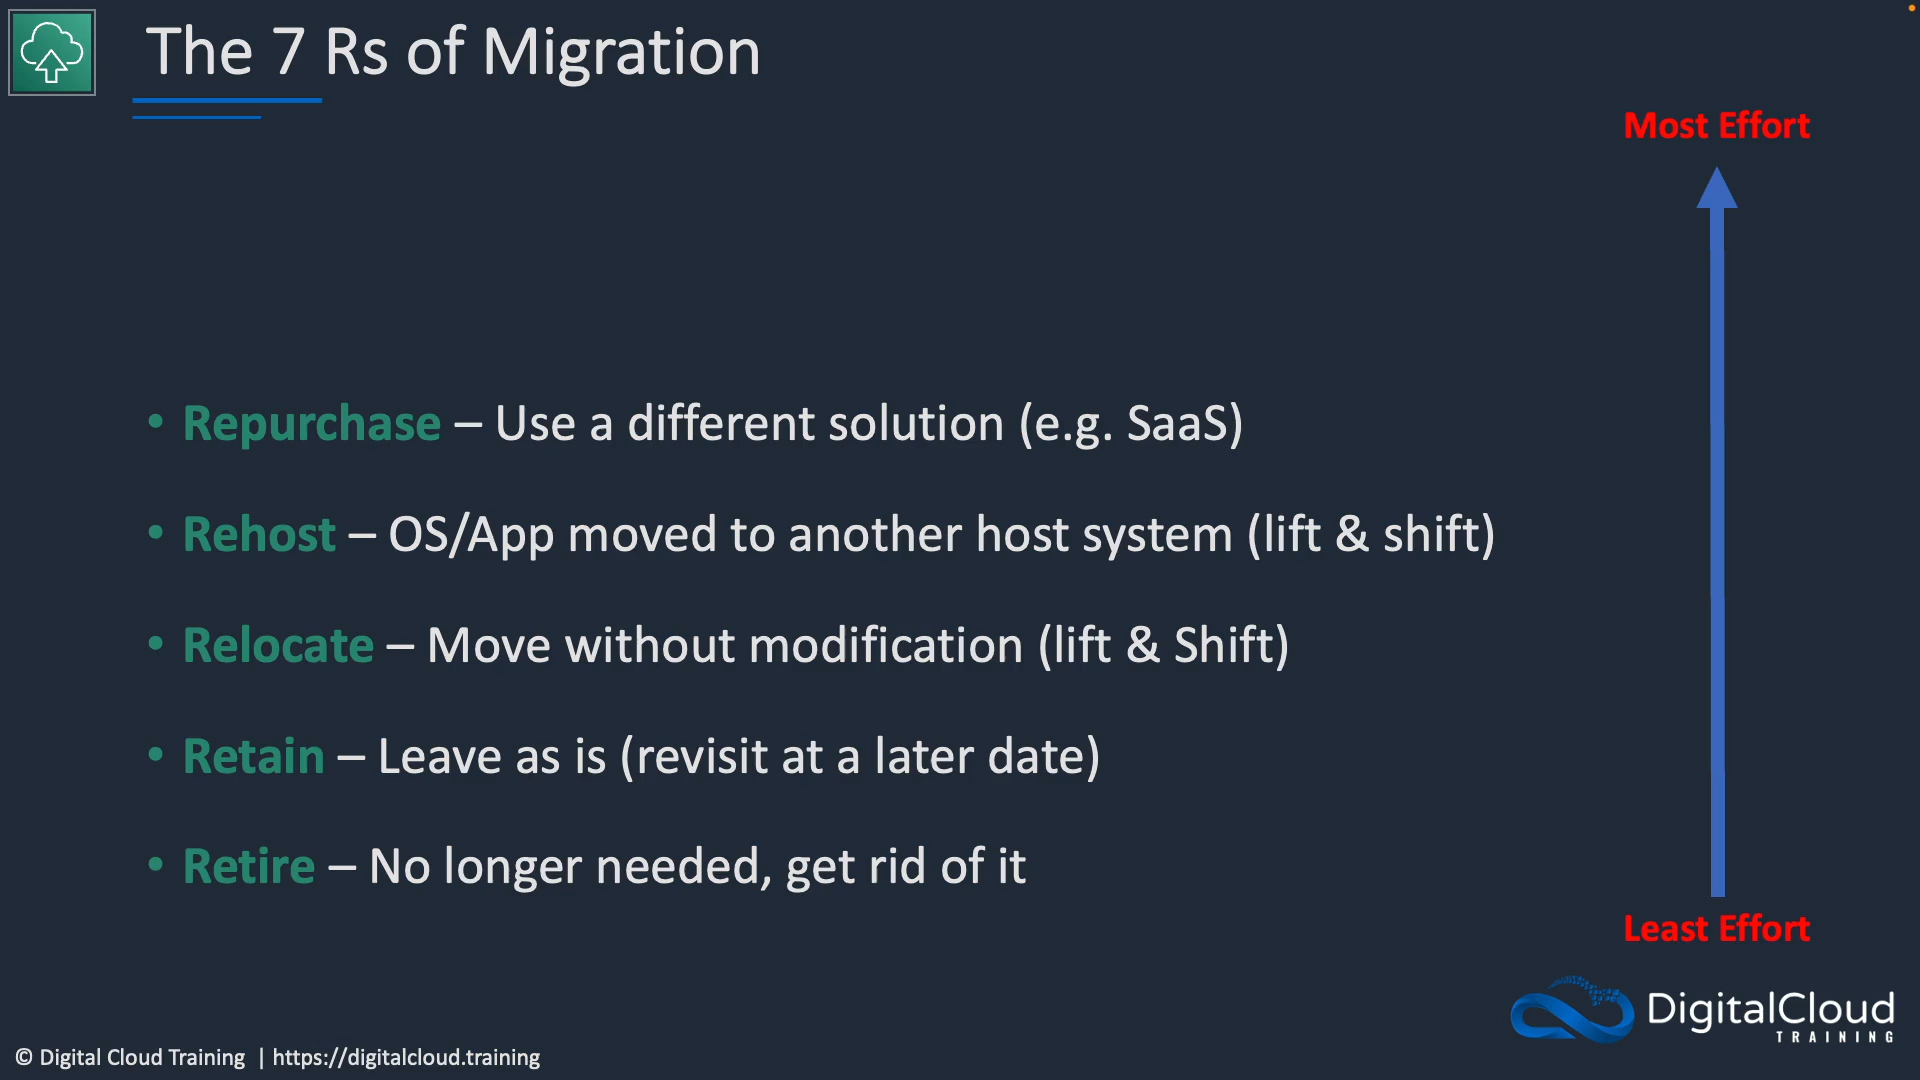 The 7 Rs of Migration
Most Effort
• Repurchase – Use a different solution (e.g. SaaS)
• Rehost – OS/App moved to another host system (lift & shift)
• Relocate – Move without modification (lift & Shift)
• Retain – Leave as is (revisit at a later date)
• Retire – No longer needed, get rid of it
Least Effort
DigitalCloud
TRAINING
© Digital Cloud Training | https://digitalcloud.training